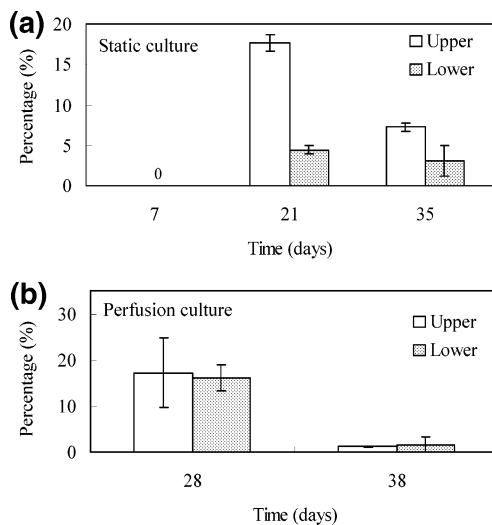 (a)
Static culture
Upper
Lower
Percentage (%)
20
15
10
5
0
0
7 21 35
Time (days)
(b)
Perfusion culture
Upper
Lower
Percentage (%)
30
20
10
0
28 38
Time (days)